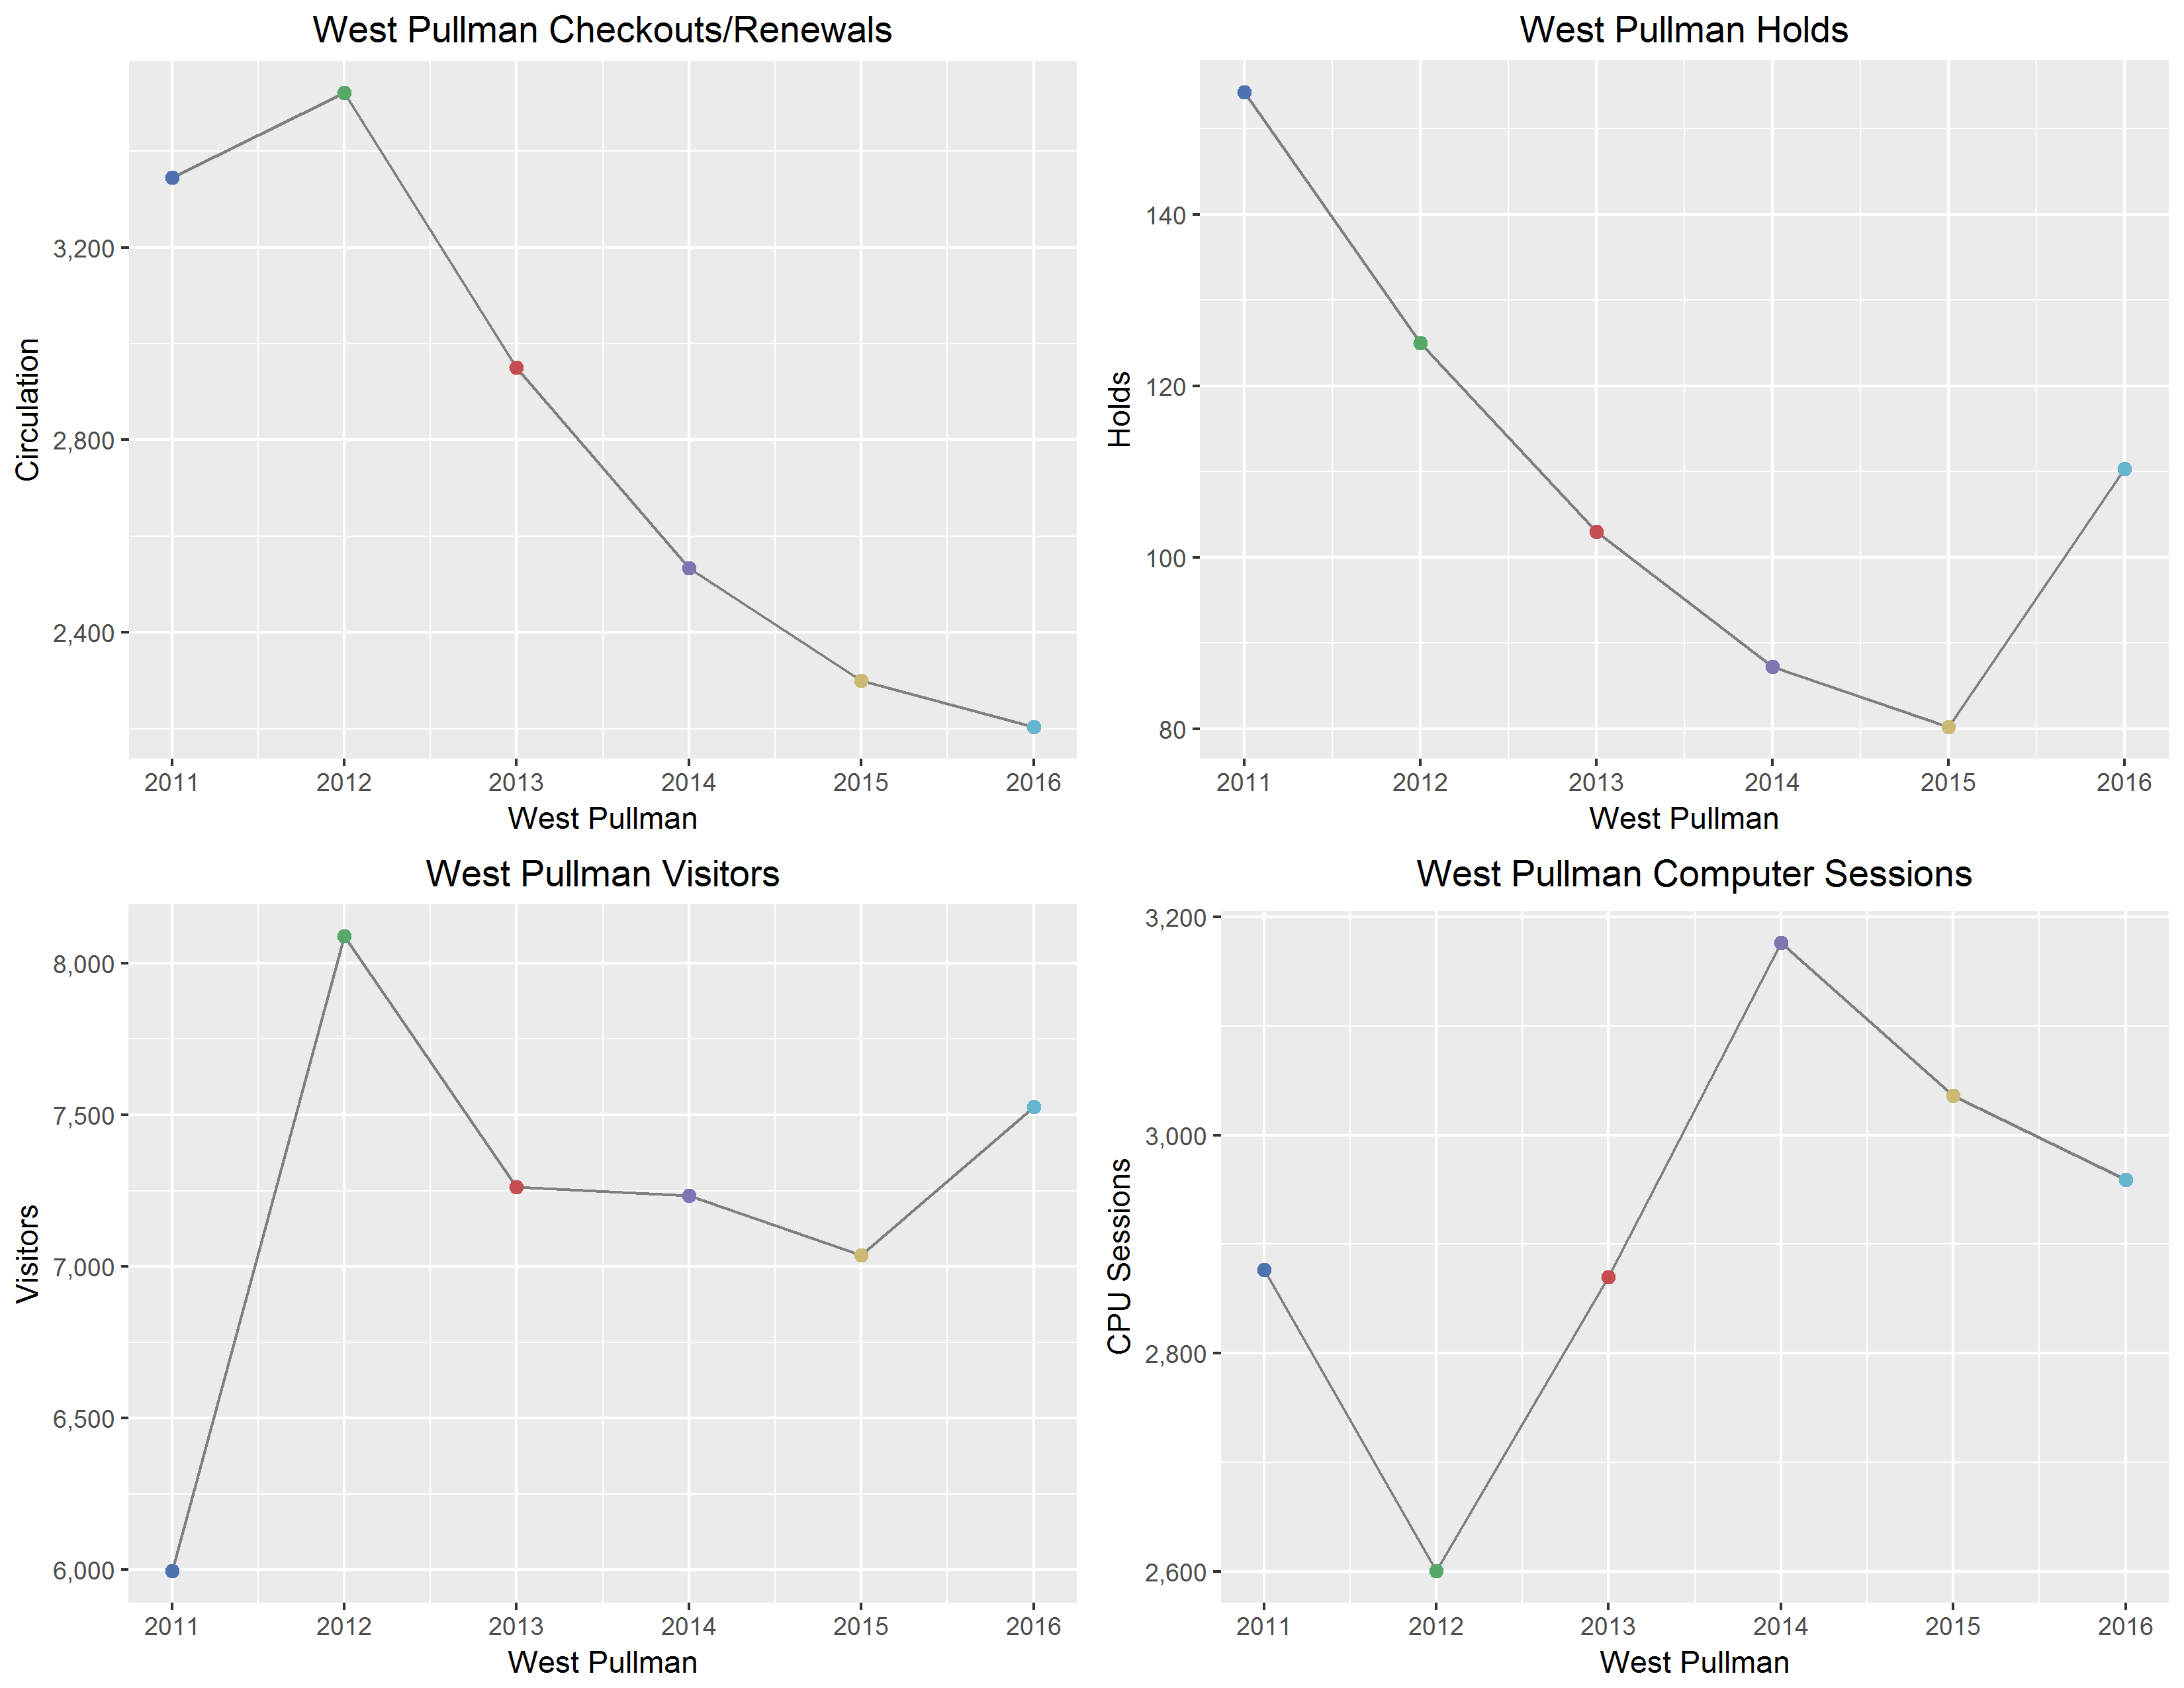 West Pullman Checkouts/Renewals
Circulation
3,200
2,800
2,400
2011 2012 2013 2014 2015 2016
West Pullman
West Pullman Holds
Holds
140
120
100
80
2011 2012 2013 2014 2015 2016
West Pullman
West Pullman Visitors
Visitors
8,000
7,500
7,000
6,500
6,000
2011 2012 2013 2014 2015 2016
West Pullman
West Pullman Computer Sessions
CPU Sessions
3,200
3,000
2,800
2,600
2011 2012 2013 2014 2015 2016
West Pullman